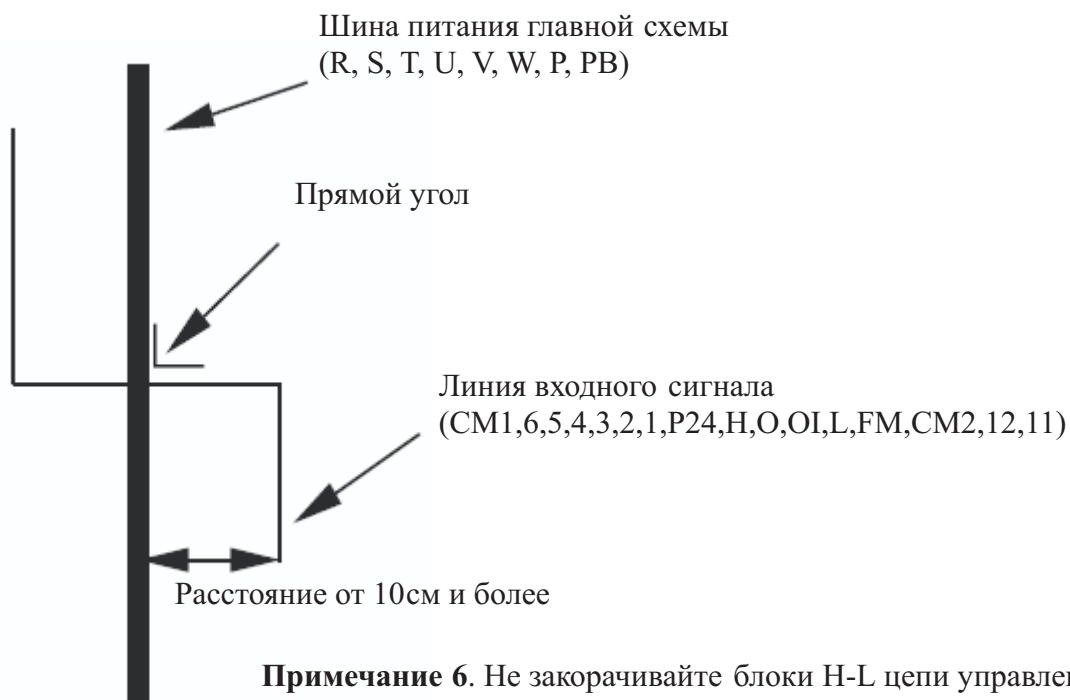 Шина питания главной схемы
(R, S, T, U, V, W, P, PB)
Прямой угол
Линия входного сигнала
(CM1,6,5,4,3,2,1,P24,H,O,OI,L,FM,CM2,12,11)
Расстояние от 10см и более
Примечание 6. Не закорачивайте блоки H-L цепи